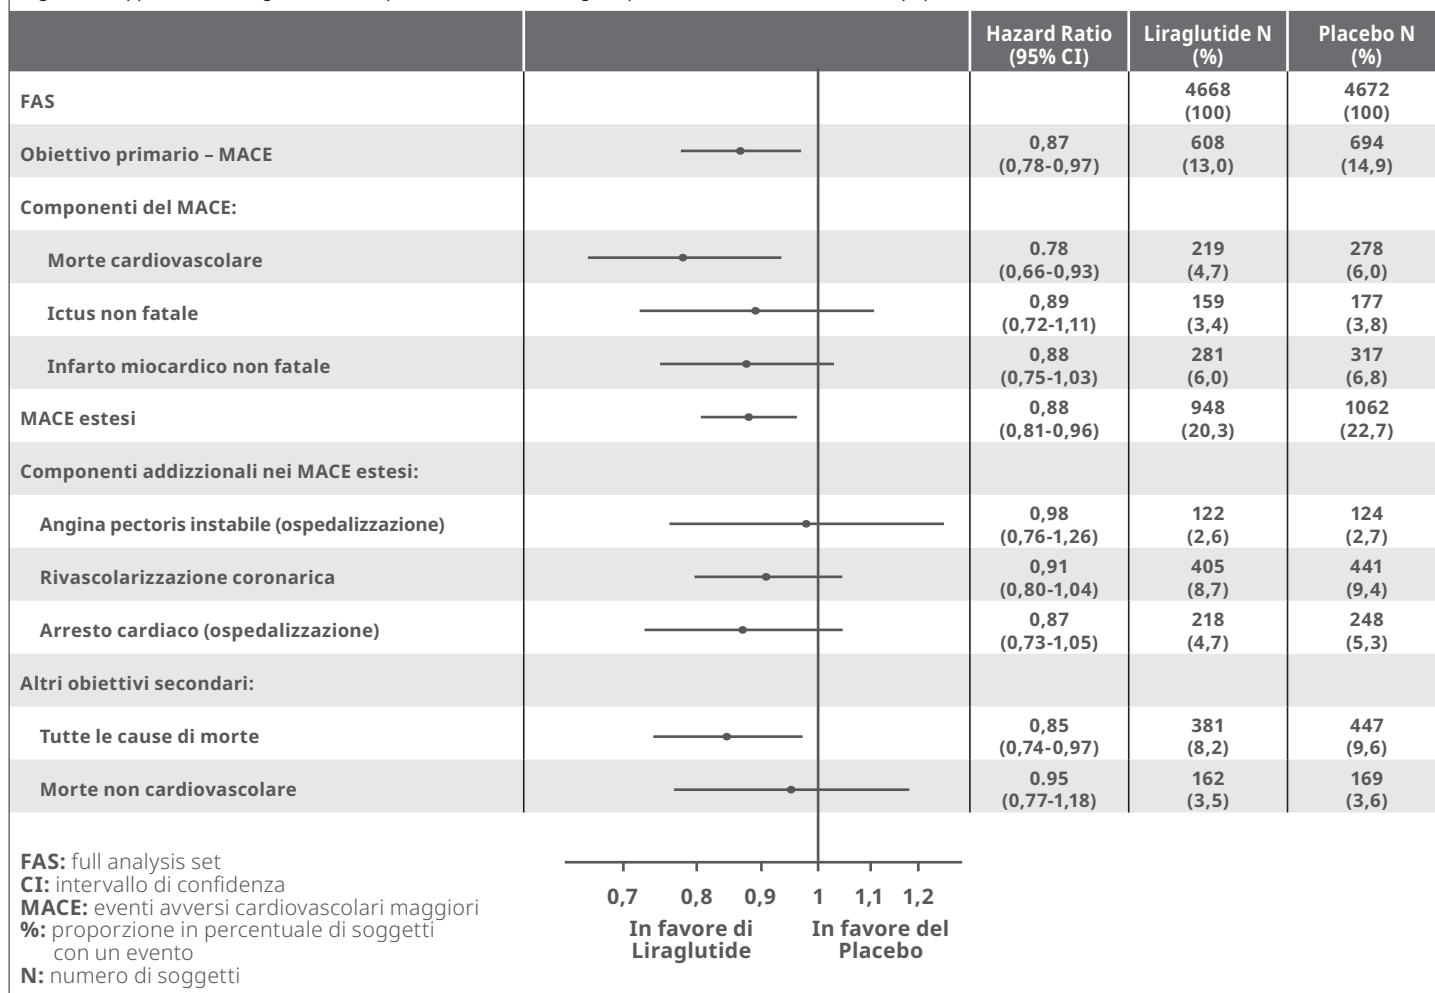 Hazard Ratio
(95% CI)
Liraglutide N
(%)
Placebo N
(%)
FAS
4668
(100)
4672
(100)
Obiettivo primario – MACE
0,87
(0,78-0,97)
608
(13,0)
694
(14,9)
Componenti del MACE:
Morte cardiovascolare
0.78
(0,66-0,93)
219
(4,7)
278
(6,0)
Ictus non fatale
0,89
(0,72-1,11)
159
(3,4)
177
(3,8)
Infarto miocardico non fatale
0,88
(0,75-1,03)
281
(6,0)
317
(6,8)
MACE estesi
0,88
(0,81-0,96)
948
(20,3)
1062
(22,7)
Componenti addizzionali nei MACE estesi:
Angina pectoris instabile (ospedalizzazione)
0,98
(0,76-1,26)
122
(2,6)
124
(2,7)
Rivascolarizzazione coronarica
0,91
(0,80-1,04)
405
(8,7)
441
(9,4)
Arresto cardiaco (ospedalizzazione)
0,87
(0,73-1,05)
218
(4,7)
248
(5,3)
Altri obiettivi secondari:
Tutte le cause di morte
0,85
(0,74-0,97)
381
(8,2)
447
(9,6)
Morte non cardiovascolare
0.95
(0,77-1,18)
162
(3,5)
169
(3,6)
0,7 0,8 0,9 1 1,1 1,2
In favore di
Liraglutide
In favore del
Placebo
FAS: full analysis set
CI: intervallo di confidenza
MACE: eventi avversi cardiovascolari maggiori
%: proporzione in percentuale di soggetti
con un evento
N: numero di soggetti